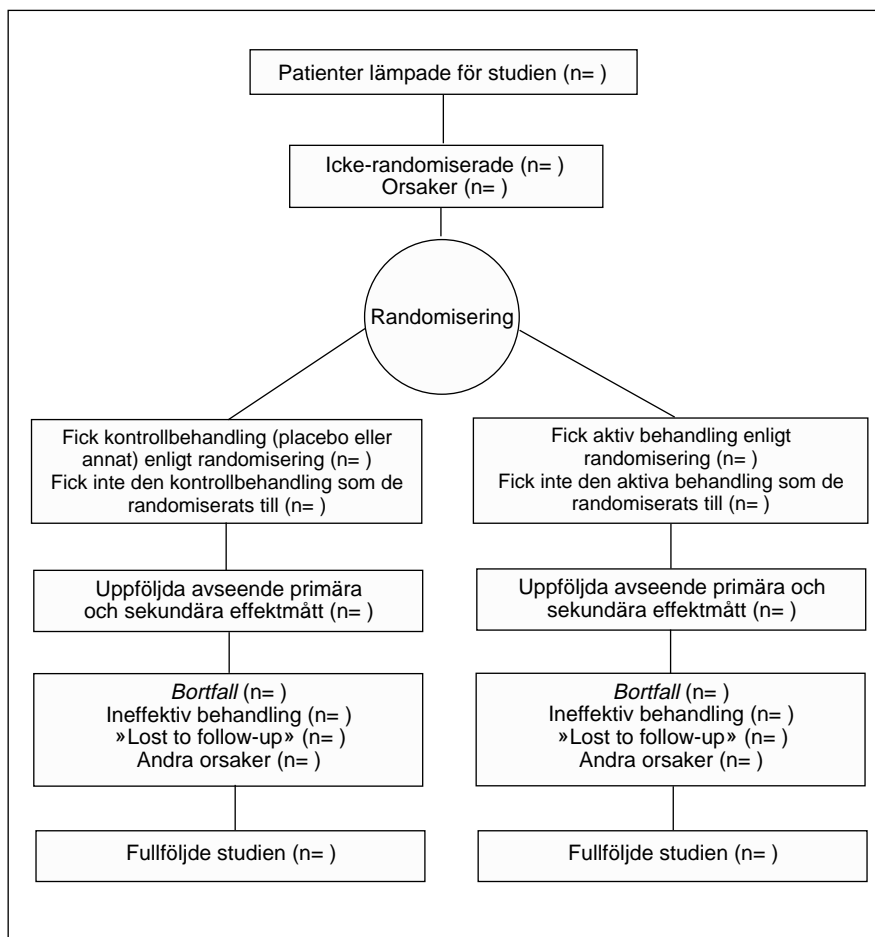 Patienter lämpade för studien (n= )
Icke-randomiserade (n= )
Orsaker (n= )
Randomisering
Fick kontrollbehandling (placebo eller
annat) enligt randomisering (n= )
Fick inte den kontrollbehandling som de
randomiserats till (n= )
Fick aktiv behandling enligt
randomisering (n= )
Fick inte den aktiva behandling som de
randomiserats till (n= )
Uppföljda avseende primära
och sekundära effektmått (n= )
Uppföljda avseende primära och
sekundära effektmått (n= )
Bortfall (n= )
Ineffektiv behandling (n= )
»Lost to follow-up» (n= )
Andra orsaker (n= )
Bortfall (n= )
Ineffektiv behandling (n= )
»Lost to follow-up» (n= )
Andra orsaker (n= )
Fullföljde studien (n= )
Fullföljde studien (n= )